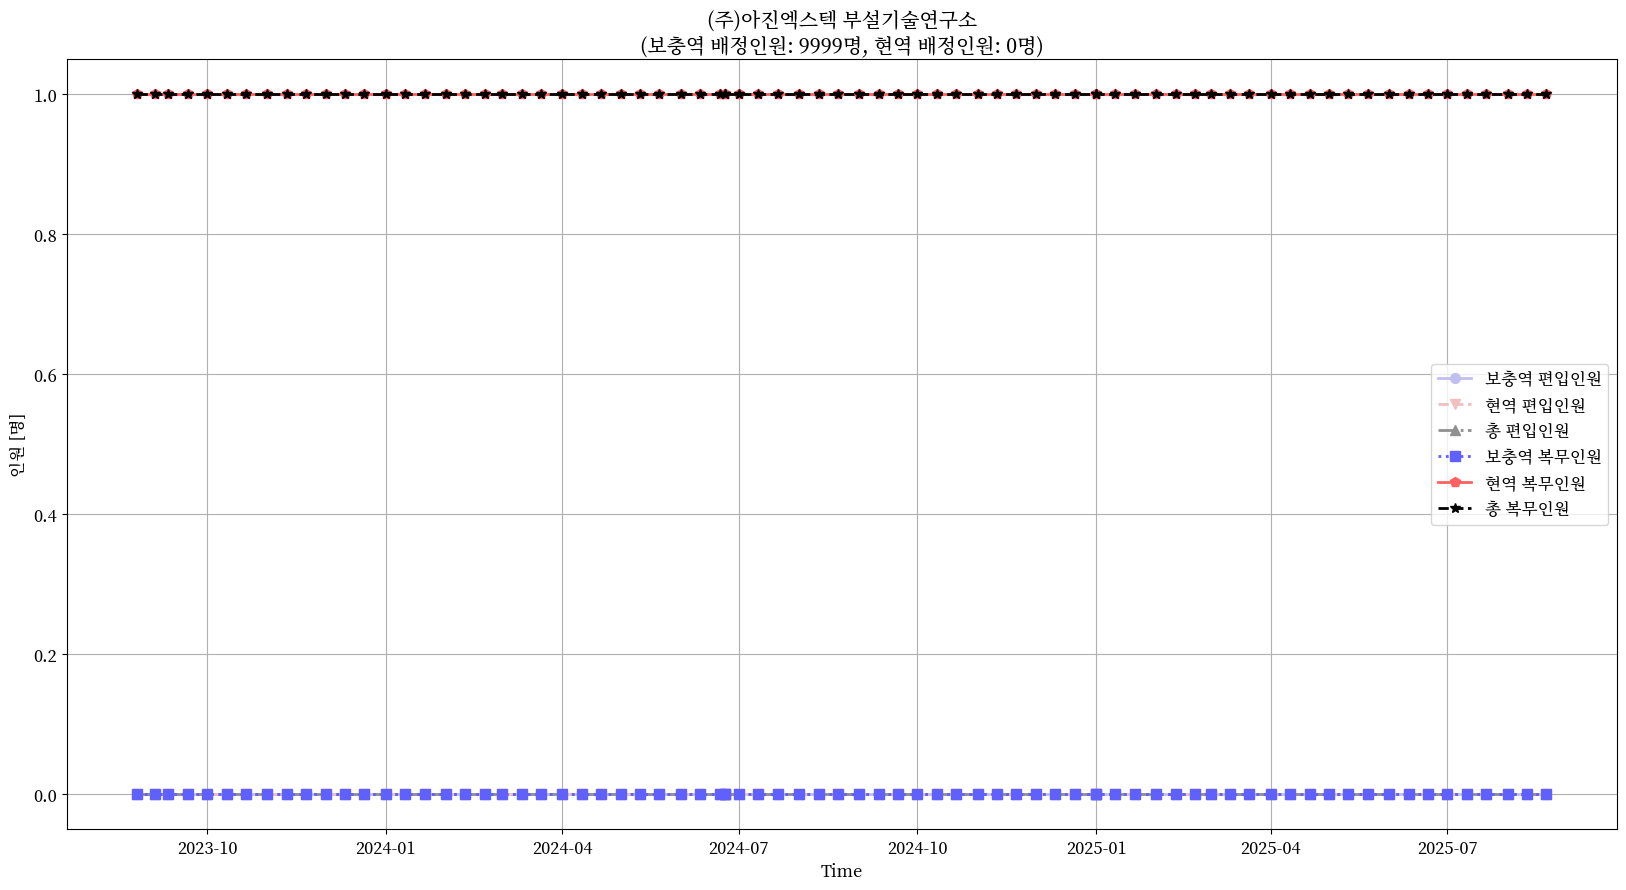 (주)아진엑스텍 부설기술연구소
(보충역 배정인원: 9999명, 현역 배정인원: 0명)
인원 [명]
1.0
0.8
0.6
0.4
0.2
0.0
보충역 편입인원
현역 편입인원
총 편입인원
보충역 복무인원
현역 복무인원
총 복무인원
2023-10 2024-01 2024-04 2024-07 2024-10 2025-01 2025-04 2025-07
Time